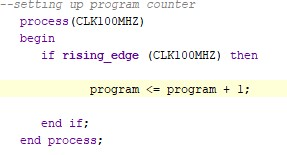 --setting up program counter
process(CLK100MHZ)
begin
if rising_edge (CLK100MHZ) then
program <= program + 1;
end if;
end process;